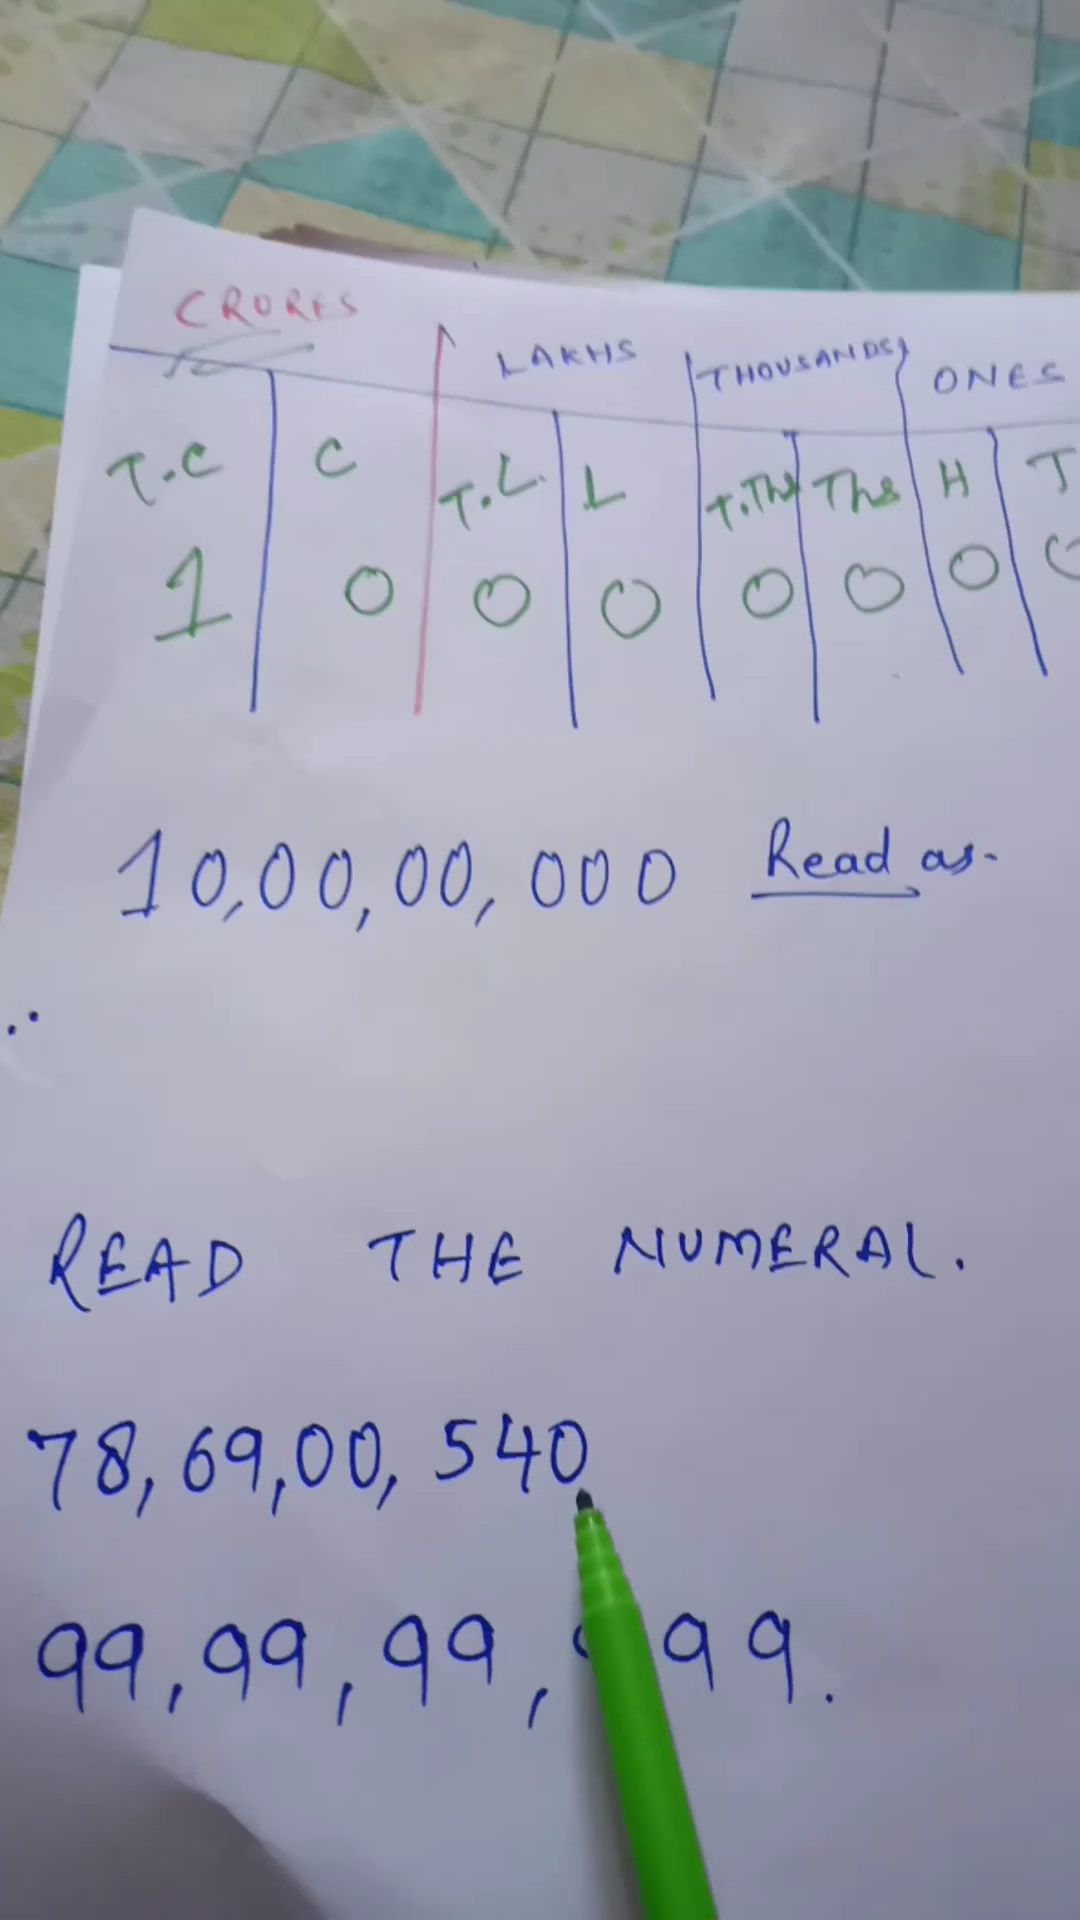 CRORES LAKHS THOUSANDS ONES
T.C C T.L. L T.Ths Ths H T
1 0 0 0 0 0 0
10,00,00,000 Read as-
READ THE NUMERAL.
78,69,00,540
99,99,99, 99.